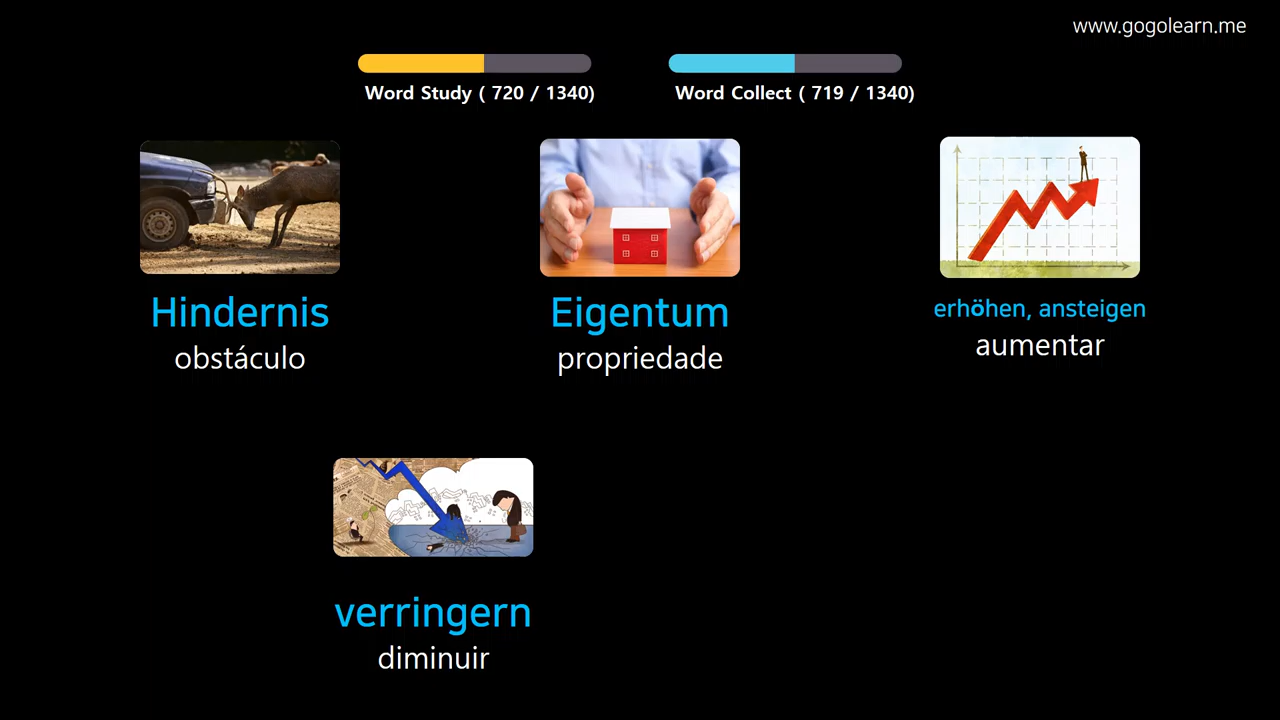 www.gogolearn.me
Word Study ( 720 / 1340)
Word Collect ( 719 / 1340)
Hindernis
obstáculo
Eigentum
propriedade
erhöhen, ansteigen
aumentar
verringern
diminuir